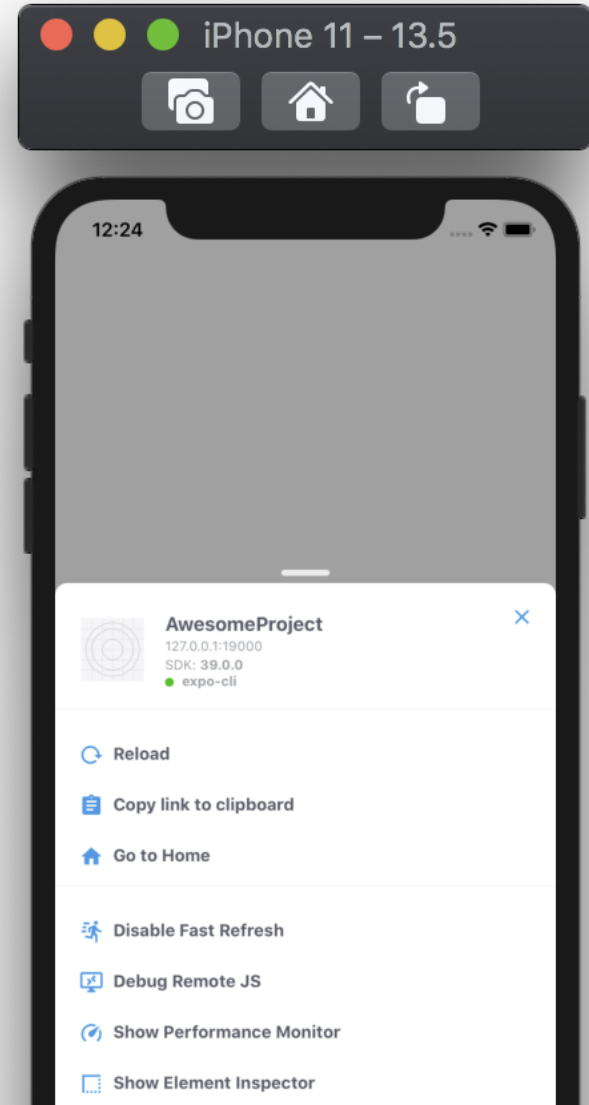 iPhone 11 – 13.5
12:24
AwesomeProject
127.0.0.1:19000
SDK: 39.0.0
expo-cli
Reload
Copy link to clipboard
Go to Home
Disable Fast Refresh
Debug Remote JS
Show Performance Monitor
Show Element Inspector